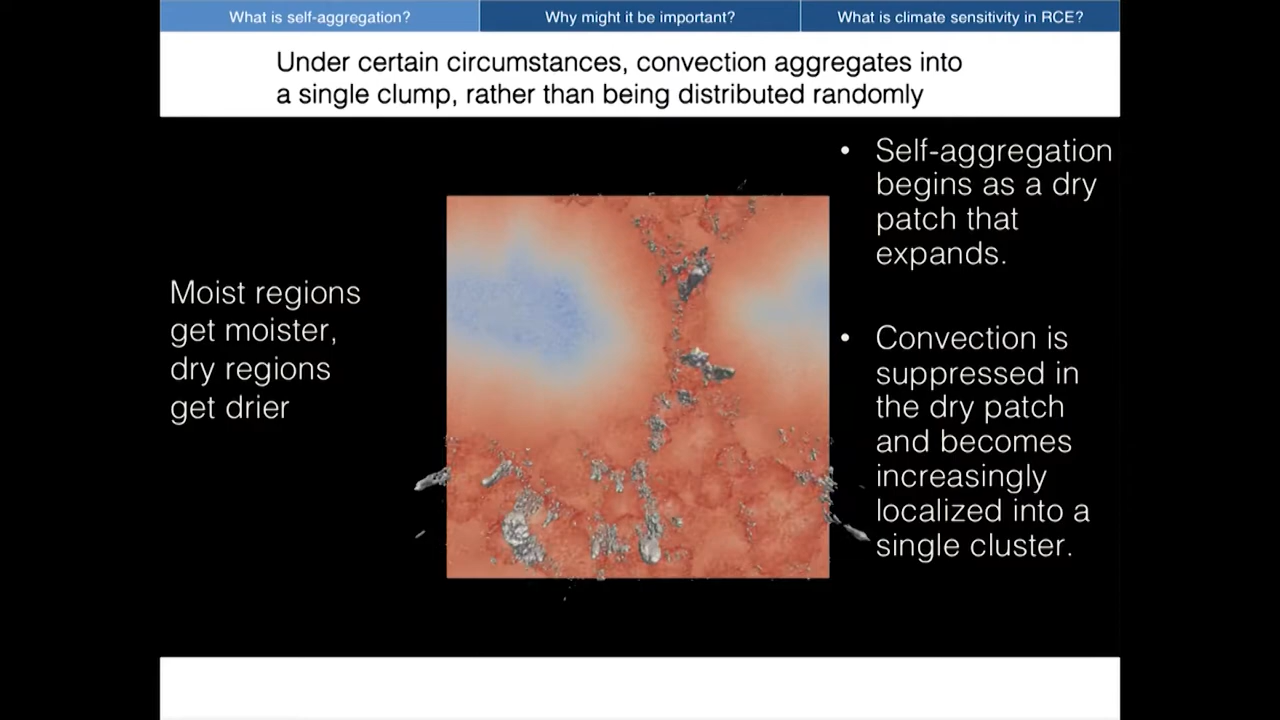 What is self-aggregation?
Why might it be important?
What is climate sensitivity in RCE?
Under certain circumstances, convection aggregates into
a single clump, rather than being distributed randomly
Moist regions
get moister,
dry regions
get drier
• Self-aggregation
begins as a dry
patch that
expands.
• Convection is
suppressed in
the dry patch
and becomes
increasingly
localized into a
single cluster.